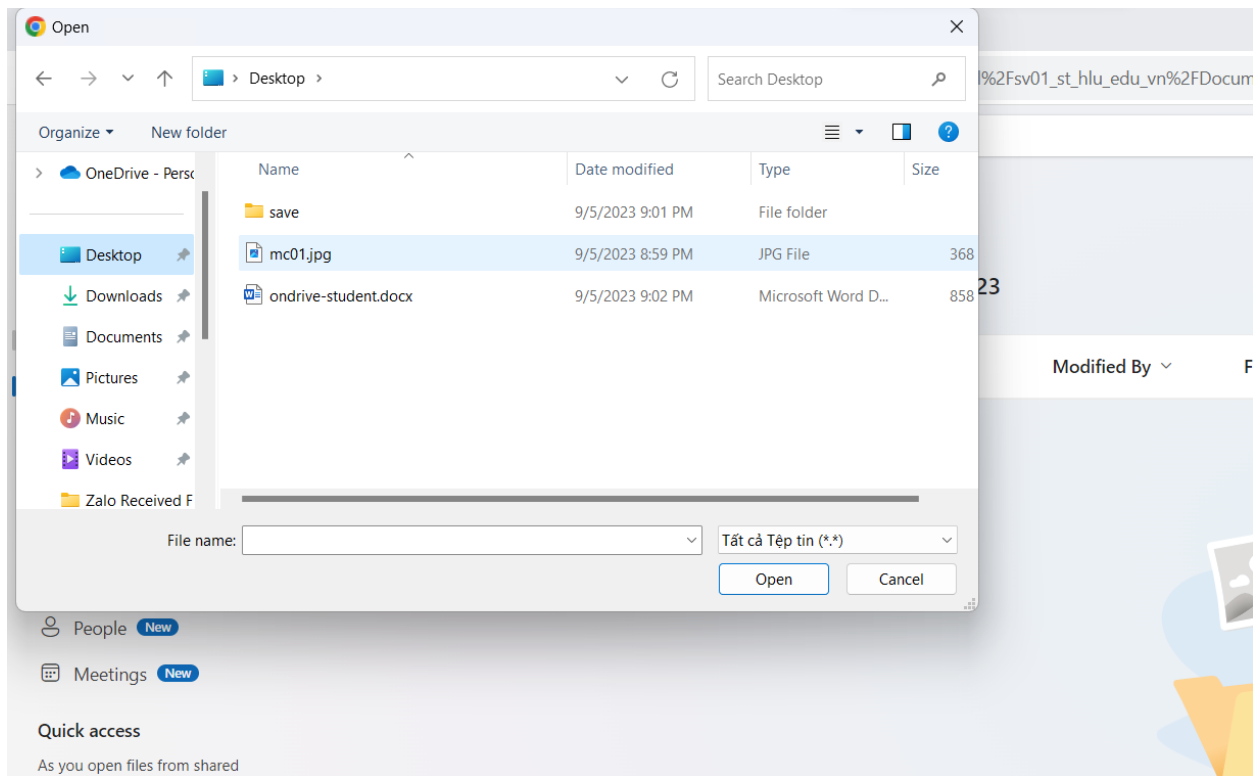 Open
Desktop
Search Desktop
l%2Fsv01_st_hlu_edu_vn%2FDocum
Organize New folder
OneDrive - Perso
Name Date modified Type Size
save 9/5/2023 9:01 PM File folder
Desktop mc01.jpg 9/5/2023 8:59 PM JPG File 368
Downloads ondrive-student.docx 9/5/2023 9:02 PM Microsoft Word D... 858
23
Documents
Modified By F
Pictures
Music
Videos
Zalo Received F
File name: Tất cả Tệp tin (*.*)
Open Cancel
People New
Meetings New
Quick access
As you open files from shared